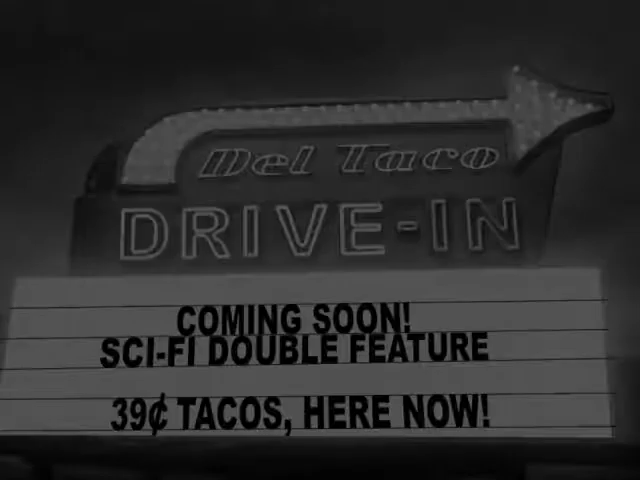 Del Taco
DRIVE-IN
COMING SOON!
SCI-FI DOUBLE FEATURE
39¢ TACOS, HERE NOW!